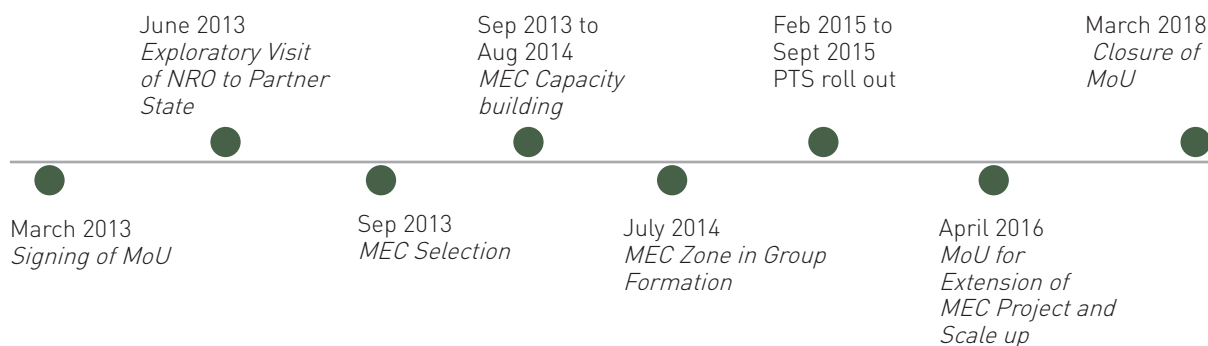 June 2013
Exploratory Visit
of NRO to Partner
State
Sep 2013 to
Aug 2014
MEC Capacity
building
Feb 2015 to
Sept 2015
PTS roll out
March 2018
Closure of
MoU
March 2013
Signing of MoU
Sep 2013
MEC Selection
July 2014
MEC Zone in Group
Formation
April 2016
MoU for
Extension of
MEC Project and
Scale up